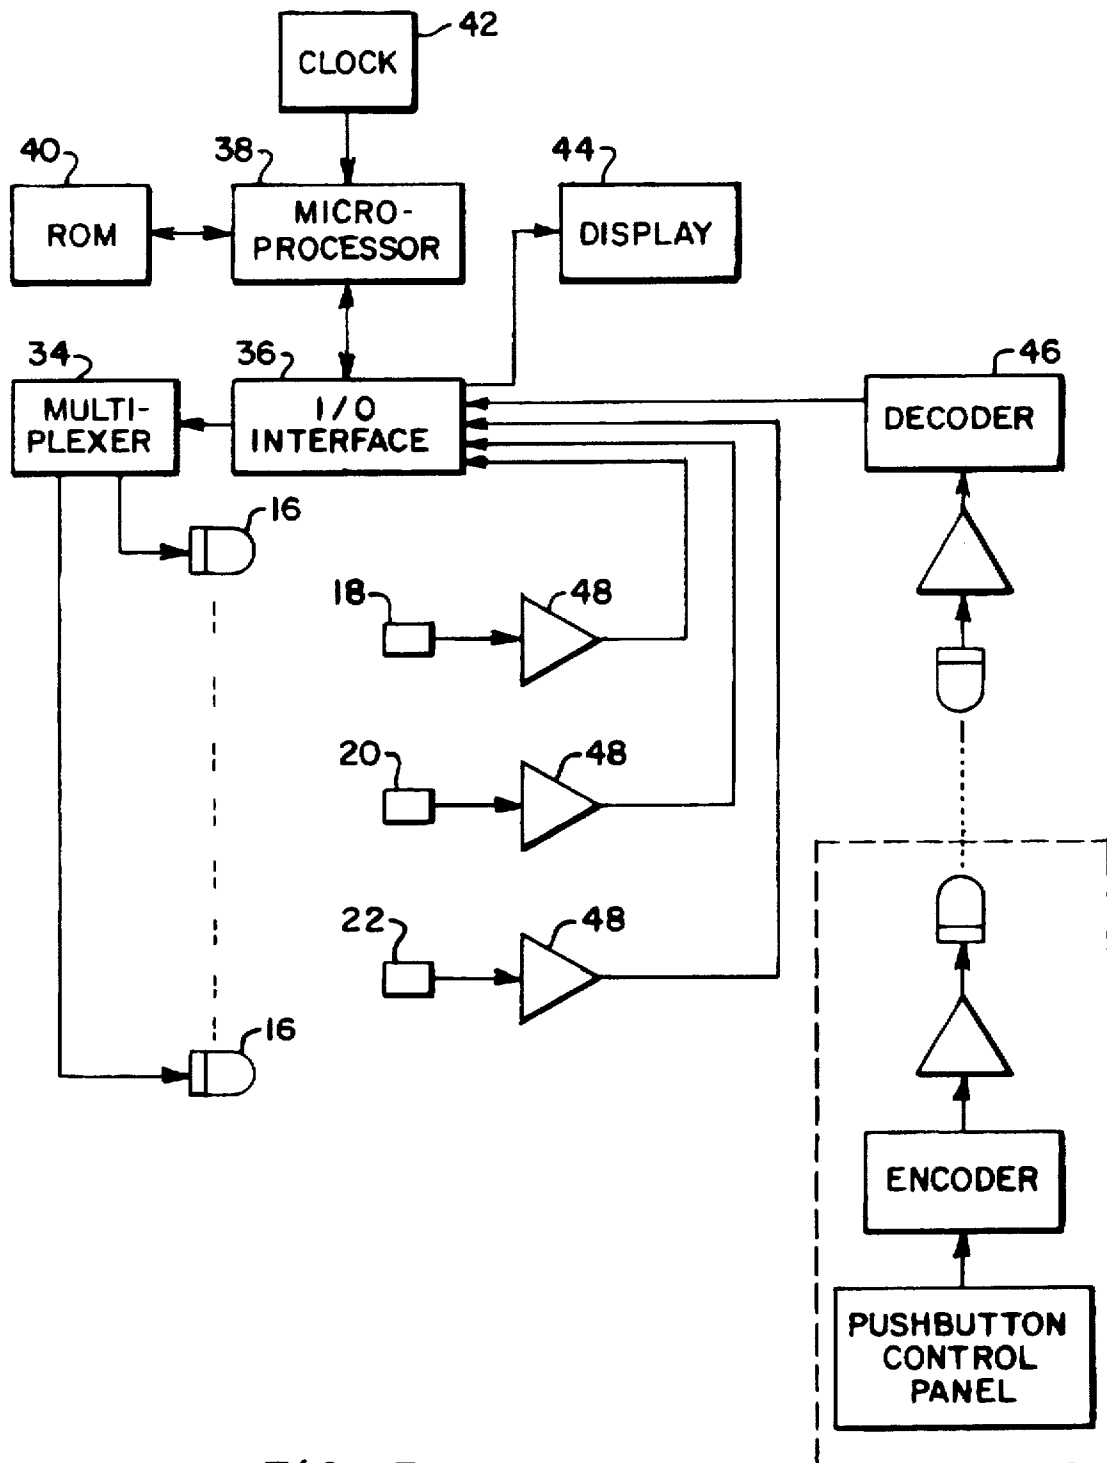 42
CLOCK
40
38
44
ROM
MICRO-
PROCESSOR
DISPLAY
34
36
46
MULTI-
PLEXER
I/O
INTERFACE
DECODER
16
18
48
20
48
22
48
16
ENCODER
PUSHBUTTON
CONTROL
PANEL